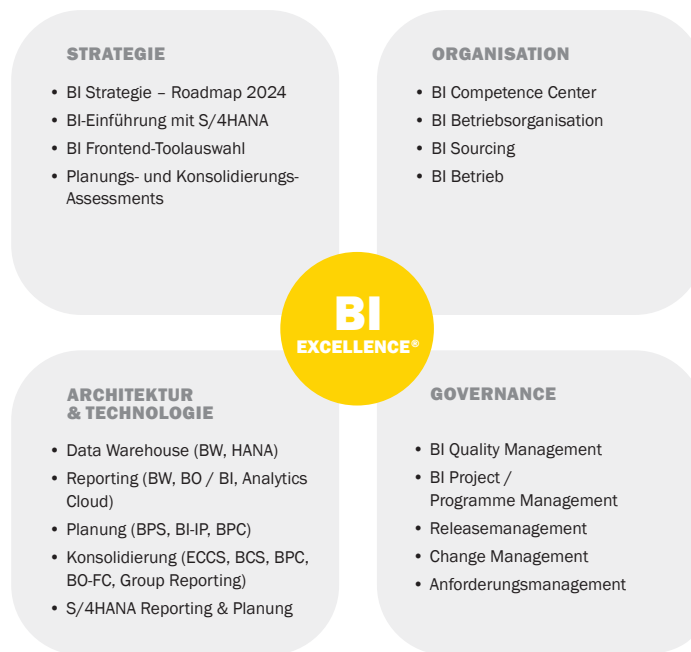 STRATEGIE
• BI Strategie – Roadmap 2024
• BI-Einführung mit S/4HANA
• BI Frontend-Toolauswahl
• Planungs- und Konsolidierungs-
Assessments
ORGANISATION
• BI Competence Center
• BI Betriebsorganisation
• BI Sourcing
• BI Betrieb
BI
EXCELLENCE®
ARCHITEKTUR
& TECHNOLOGIE
• Data Warehouse (BW, HANA)
• Reporting (BW, BO / BI, Analytics
Cloud)
• Planung (BPS, BI-IP, BPC)
• Konsolidierung (ECCS, BCS, BPC,
BO-FC, Group Reporting)
• S/4HANA Reporting & Planung
GOVERNANCE
• BI Quality Management
• BI Project /
Programme Management
• Releasemanagement
• Change Management
• Anforderungsmanagement